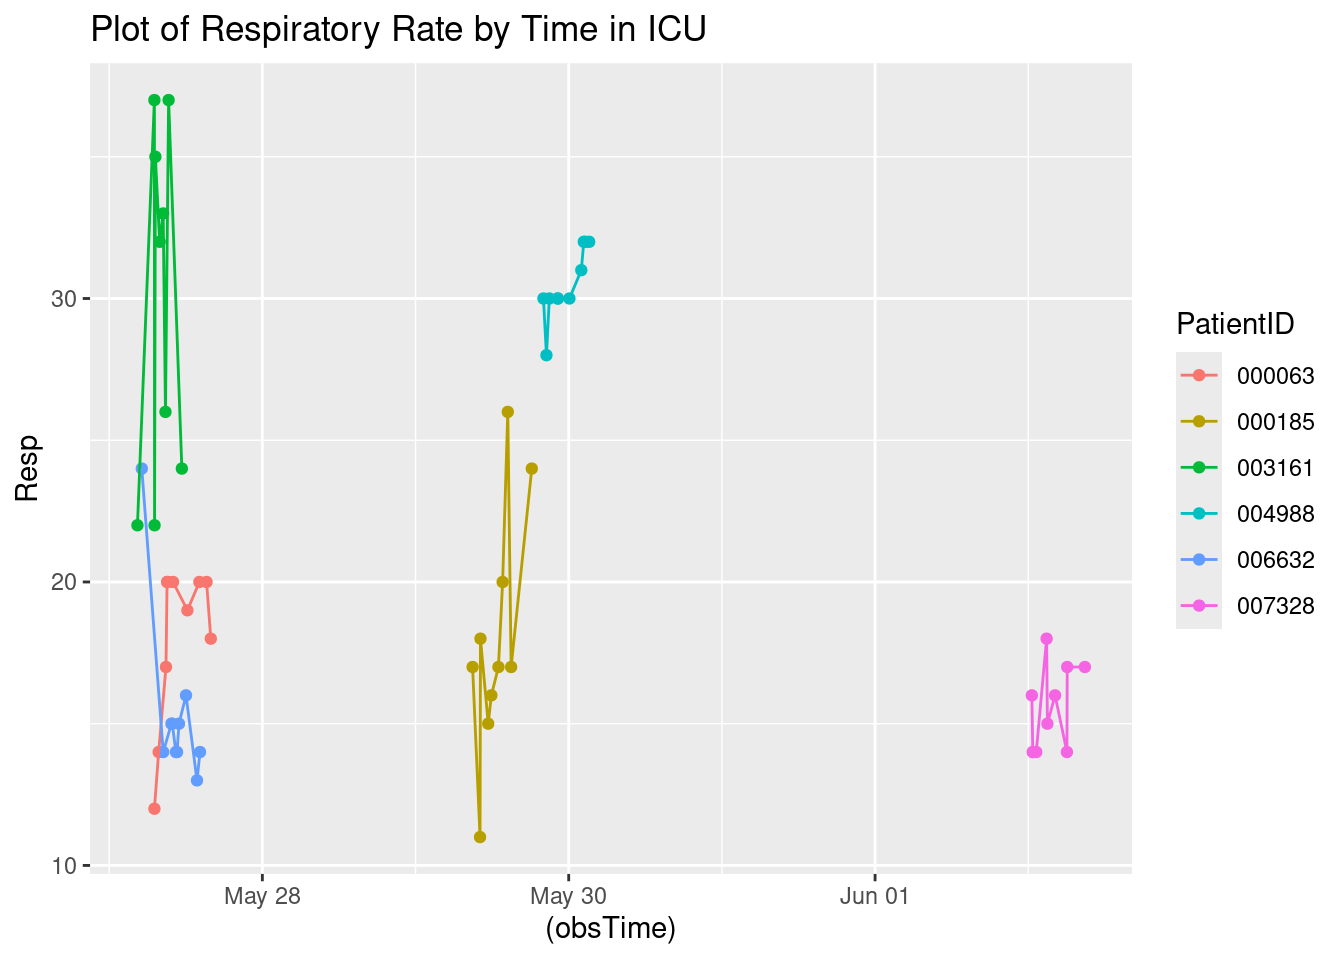 Plot of Respiratory Rate by Time in ICU
30
20
10
Resp
May 28
May 30
Jun 01
(obsTime)
PatientID
000063
000185
003161
004988
006632
007328